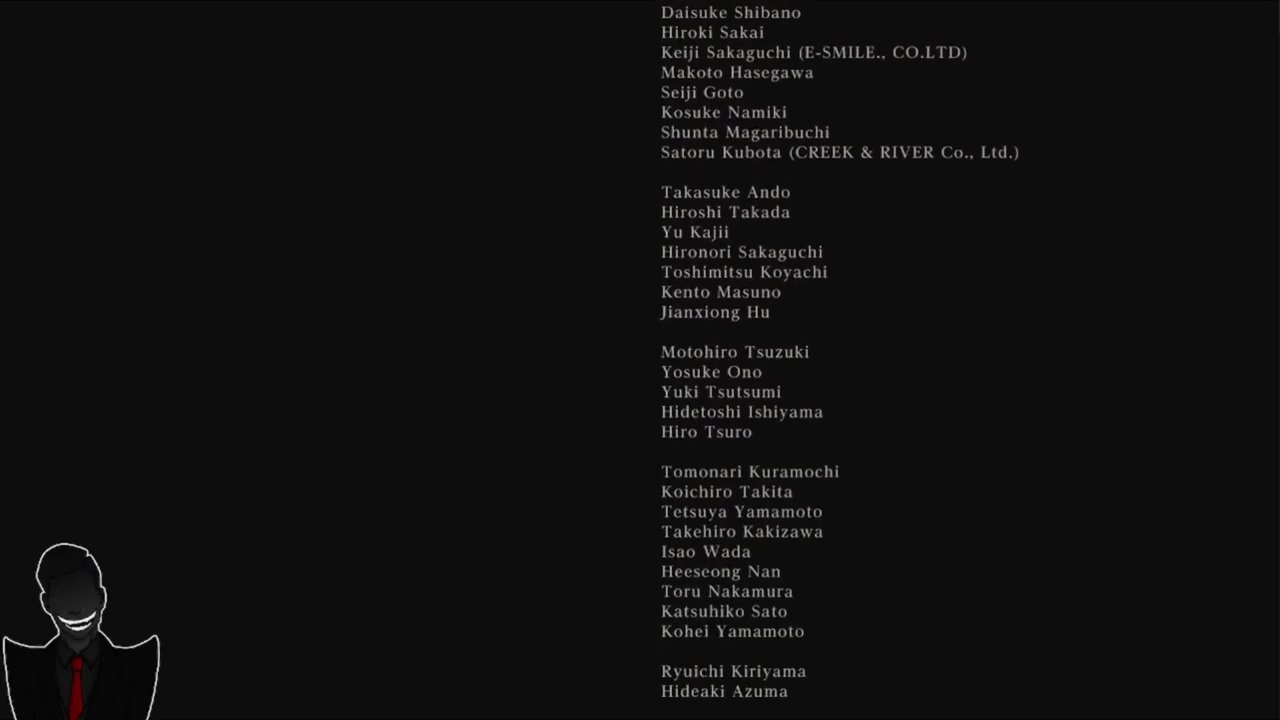 Daisuke Shibano
Hiroki Sakai
Keiji Sakaguchi (E-SMILE., CO.LTD)
Makoto Hasegawa
Seiji Goto
Kosuke Namiki
Shunta Magaribuchi
Satoru Kubota (CREEK & RIVER Co., Ltd.)
Takasuke Ando
Hiroshi Takada
Yu Kajii
Hironori Sakaguchi
Toshimitsu Koyachi
Kento Masuno
Jianxiong Hu
Motohiro Tsuzuki
Yosuke Ono
Yuki Tsutsumi
Hidetoshi Ishiyama
Hiro Tsuro
Tomonari Kuramochi
Koichiro Takita
Tetsuya Yamamoto
Takehiro Kakizawa
Isao Wada
Heeseong Nan
Toru Nakamura
Katsuhiko Sato
Kohei Yamamoto
Ryuichi Kiriyama
Hideaki Azuma